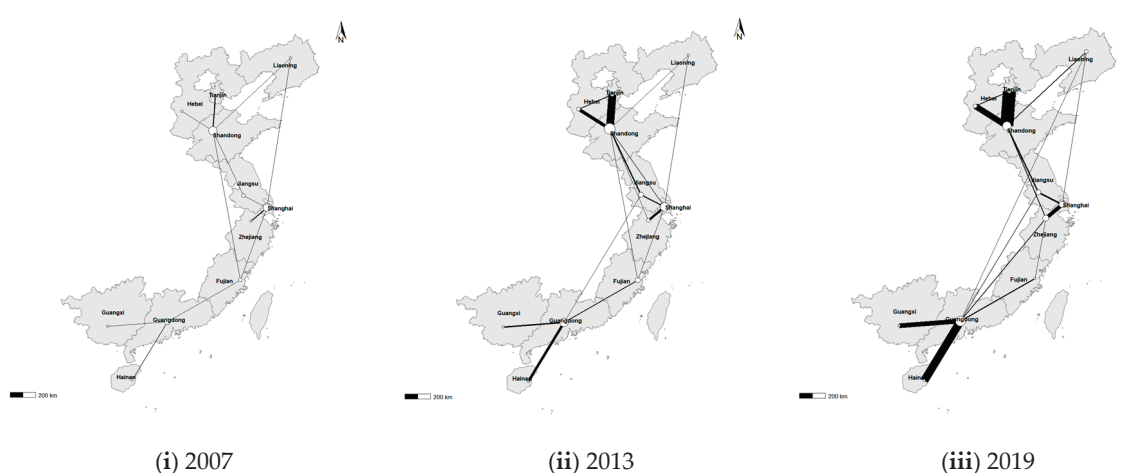 N
Liaoning
Tianjin
Hebei
Shandong
Jiangsu
Shanghai
Zhejiang
Fujian
Guangxi
Guangdong
Hainan
200 km
(i) 2007
N
Liaoning
Tianjin
Hebei
Shandong
Jiangsu
Shanghai
Zhejiang
Fujian
Guangxi
Guangdong
Hainan
200 km
(ii) 2013
N
Liaoning
Tianjin
Hebei
Shandong
Jiangsu
Shanghai
Zhejiang
Fujian
Guangxi
Guangdong
Hainan
200 km
(iii) 2019